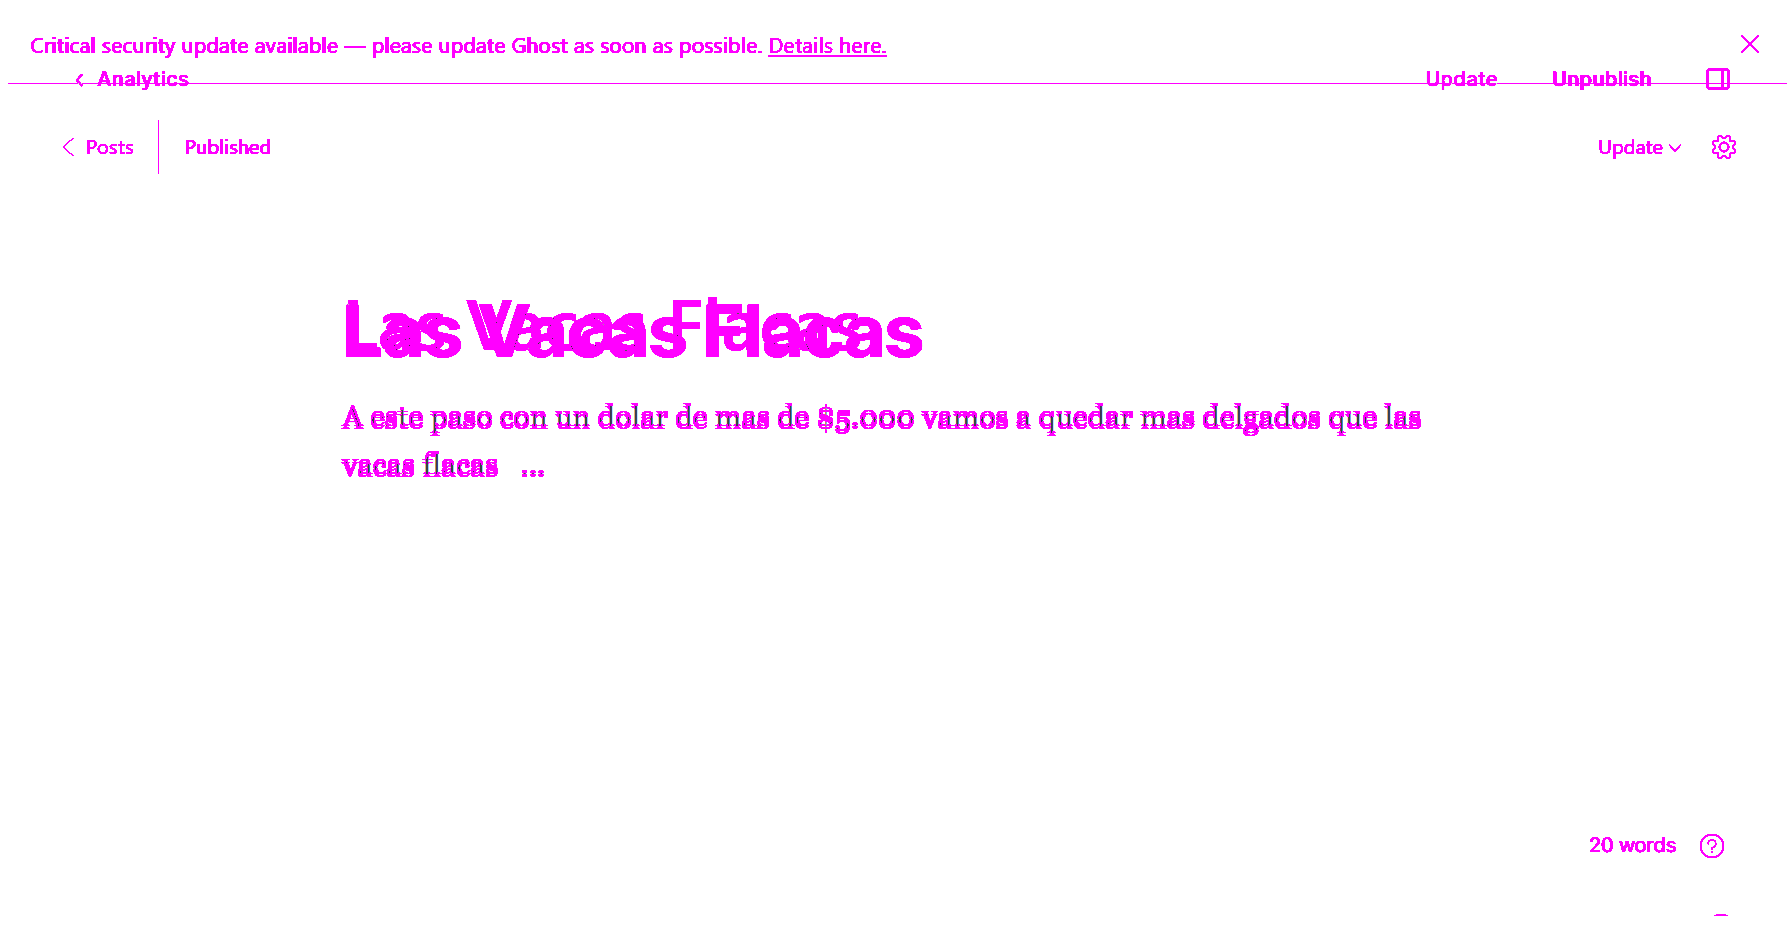 Critical security update available — please update Ghost as soon as possible. Details here.
Analytics Update Unpublish
Posts Published Update
Las Vacas Flacas
A este paso con un dolar de mas de $5.000 vamos a quedar mas delgados que las
vacas flacas ...
20 words